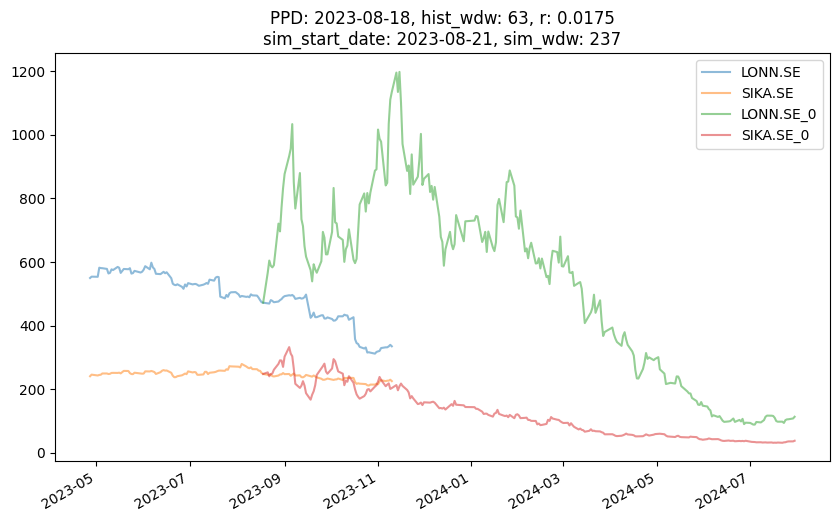 PPD: 2023-08-18, hist_wdw: 63, r: 0.0175
sim_start_date: 2023-08-21, sim_wdw: 237
LONN.SE
SIKA.SE
LONN.SE_0
SIKA.SE_0
1200
1000
800
600
400
200
0
2023-05
2023-07
2023-09
2023-11
2024-01
2024-03
2024-05
2024-07